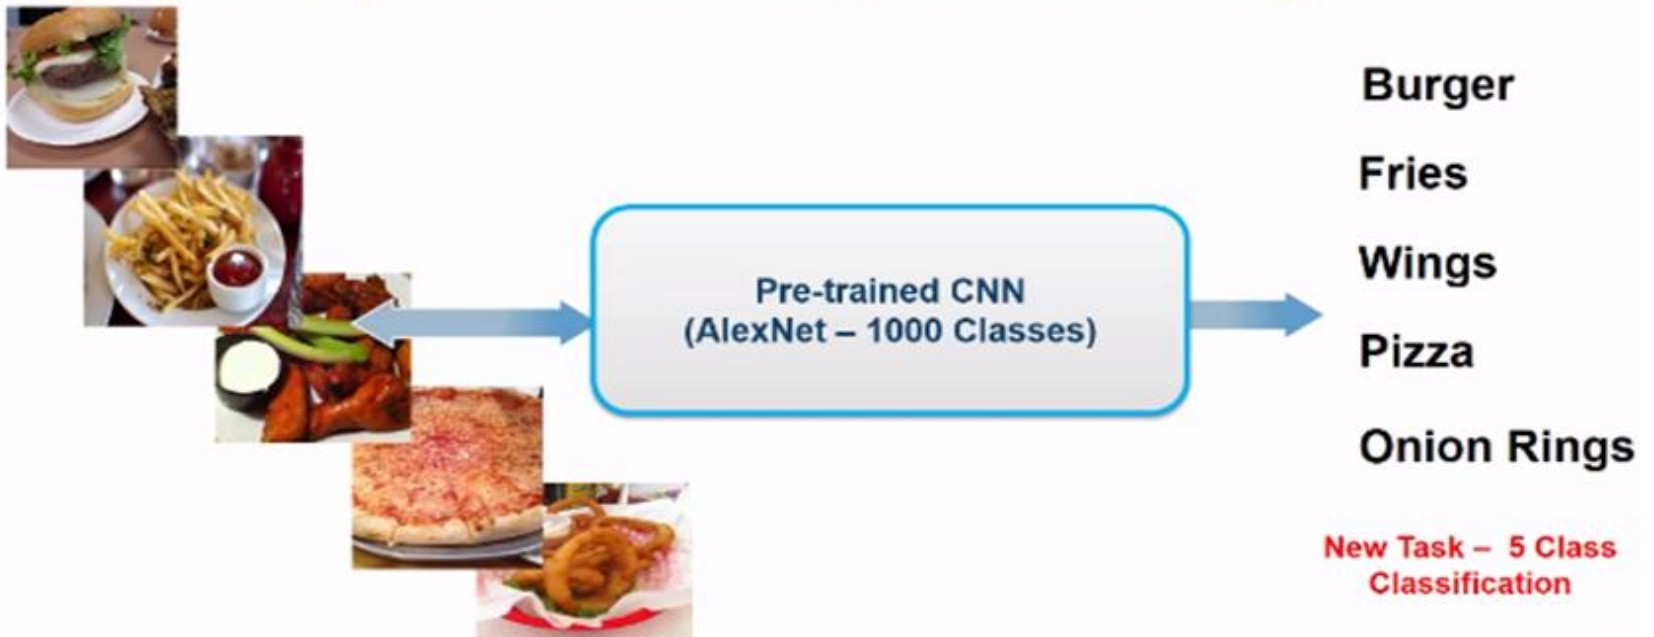 Burger
Fries
Wings
Pizza
Onion Rings
Pre-trained CNN
(AlexNet – 1000 Classes)
New Task – 5 Class
Classification